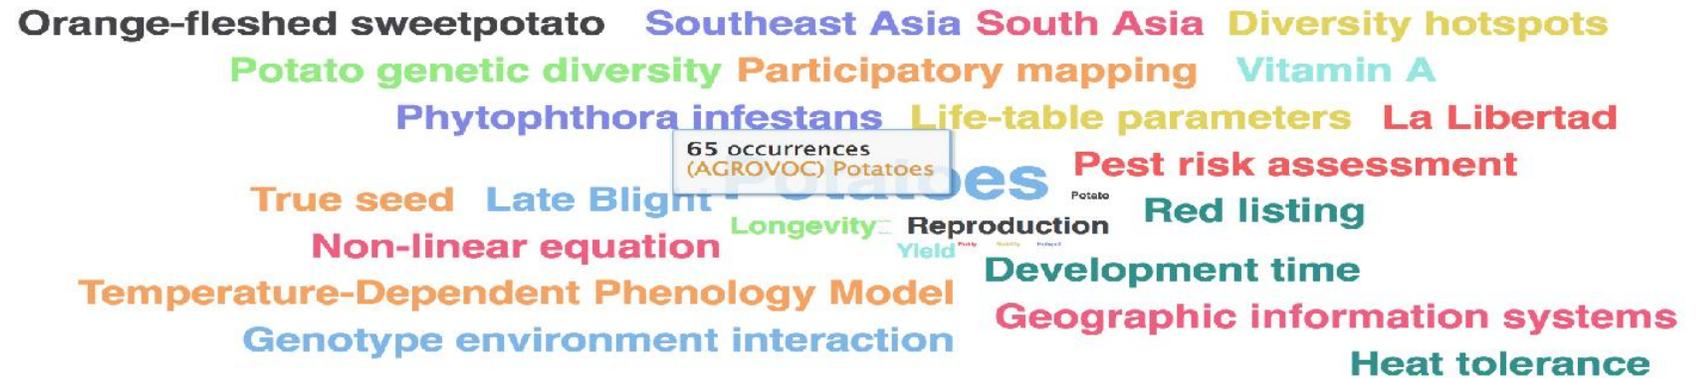 Orange-fleshed sweetpotato Southeast Asia South Asia Diversity hotspots
Potato genetic diversity Participatory mapping Vitamin A
Phytophthora infestans Life-table parameters La Libertad
65 occurrences
(AGROVOC) Potatoes
Potatoes
Pest risk assessment
True seed Late Blight
Potato
Red listing
Longevity Reproduction
Non-linear equation
Yield
Development time
Temperature-Dependent Phenology Model
Geographic information systems
Genotype environment interaction
Heat tolerance